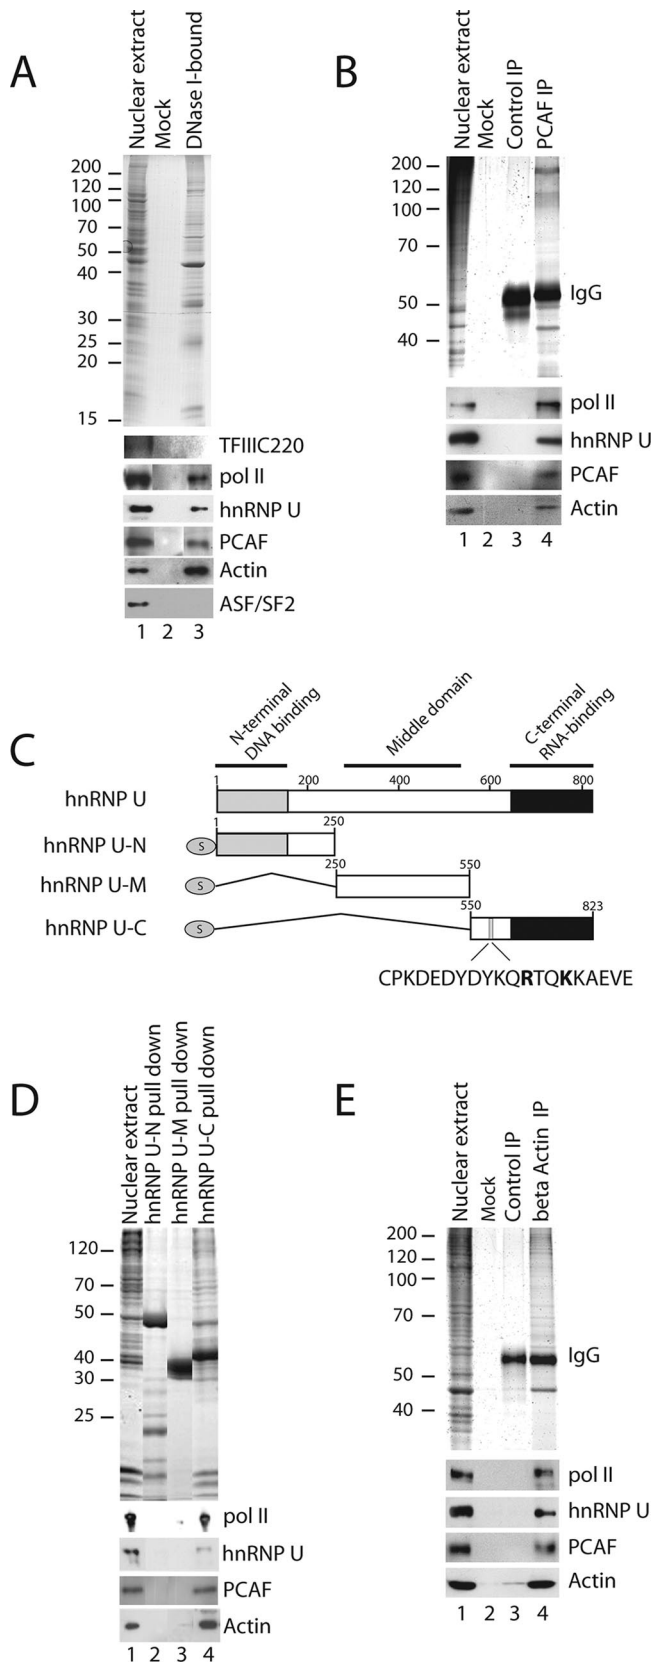 A
Nuclear extract
Mock
DNase I-bound
200
120
100
70
50
40
30
25
20
15
TFIIIC220
pol II
hnRNP U
PCAF
Actin
ASF/SF2
1 2 3
B
Nuclear extract
Mock
Control IP
PCAF IP
200
120
100
70
50
40
IgG
pol II
hnRNP U
PCAF
Actin
1 2 3 4
C
N-terminal
DNA binding
Middle domain
C-terminal
RNA-binding
1 200 400 600 800
hnRNP U
1 250
hnRNP U-N S
250 550
hnRNP U-M S
550 823
hnRNP U-C S
CPKDEDYDYKQRTQKKAEVE
D
Nuclear extract
hnRNP U-N pull down
hnRNP U-M pull down
hnRNP U-C pull down
120
70
50
40
30
25
pol II
hnRNP U
PCAF
Actin
1 2 3 4
E
Nuclear extract
Mock
Control IP
beta Actin IP
200
120
100
70
50
40
IgG
pol II
hnRNP U
PCAF
Actin
1 2 3 4